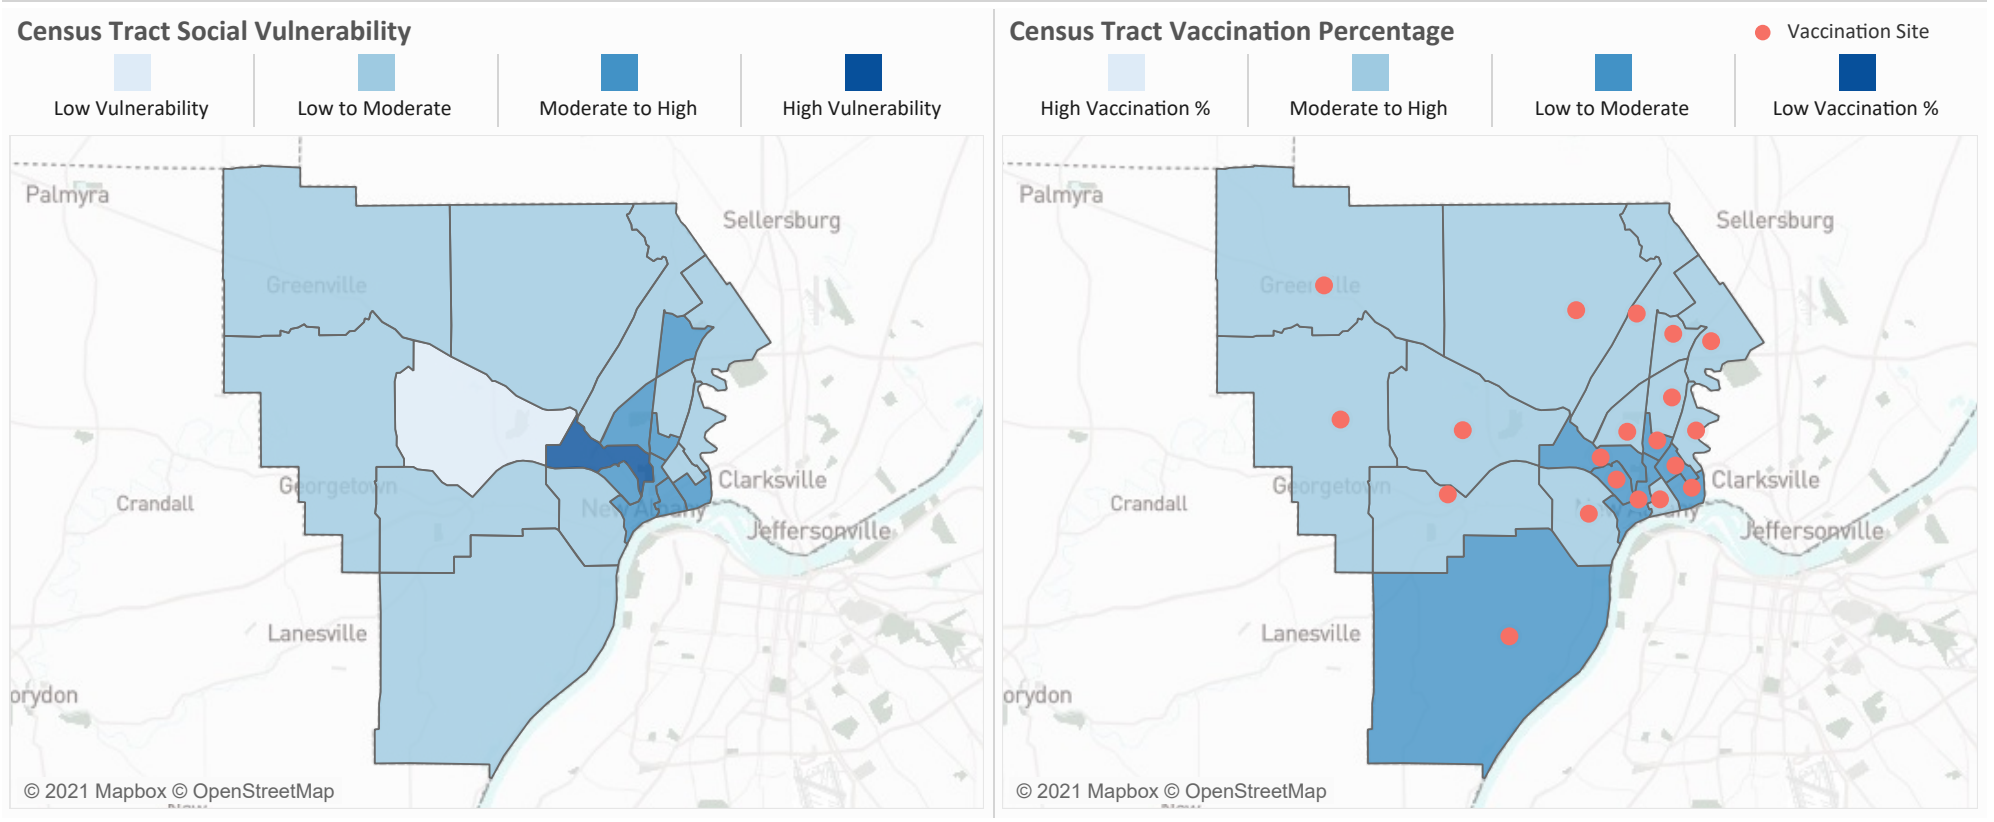 Census Tract Social Vulnerability
Low Vulnerability
Low to Moderate
Moderate to High
High Vulnerability
Palmyra
Sellersburg
Greenville
Georgetown
Crandall
Clarksville
New Albany
Jeffersonville
Lanesville
orydon
© 2021 Mapbox © OpenStreetMap
Census Tract Vaccination Percentage
Vaccination Site
High Vaccination %
Moderate to High
Low to Moderate
Low Vaccination %
Palmyra
Sellersburg
Georgetown
Crandall
Clarksville
Jeffersonville
Lanesville
orydon
© 2021 Mapbox © OpenStreetMap